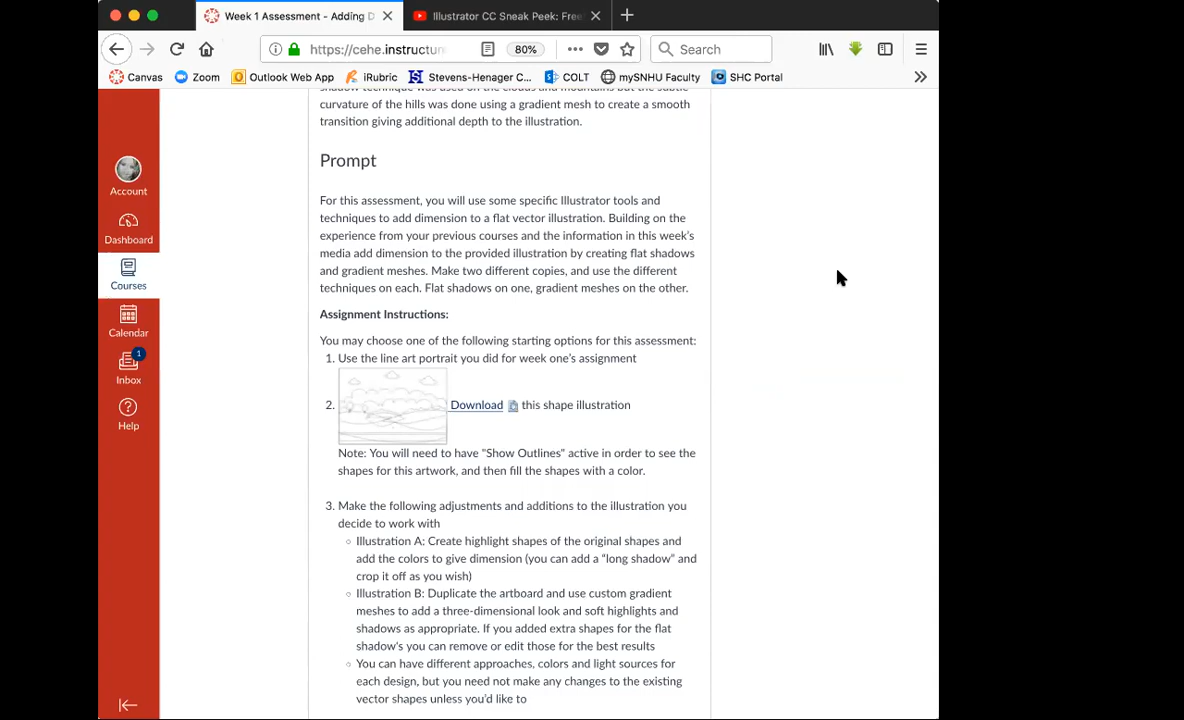 Week 1 Assessment - Adding D
Illustrator CC Sneak Peek: Free
https://cehe.instructur
80%
Search
Canvas
Zoom
Outlook Web App
iRubric
Stevens-Henager C...
COLT
mySNHU Faculty
SHC Portal
Account
Dashboard
Courses
Calendar
1
Inbox
Help
shadow technique was used on the clouds and mountains but the subtle
curvature of the hills was done using a gradient mesh to create a smooth
transition giving additional depth to the illustration.
Prompt
For this assessment, you will use some specific Illustrator tools and
techniques to add dimension to a flat vector illustration. Building on the
experience from your previous courses and the information in this week's
media add dimension to the provided illustration by creating flat shadows
and gradient meshes. Make two different copies, and use the different
techniques on each. Flat shadows on one, gradient meshes on the other.
Assignment Instructions:
You may choose one of the following starting options for this assessment:
1. Use the line art portrait you did for week one's assignment
2. Download this shape illustration
Note: You will need to have "Show Outlines" active in order to see the
shapes for this artwork, and then fill the shapes with a color.
3. Make the following adjustments and additions to the illustration you
decide to work with
◦ Illustration A: Create highlight shapes of the original shapes and
add the colors to give dimension (you can add a "long shadow" and
crop it off as you wish)
◦ Illustration B: Duplicate the artboard and use custom gradient
meshes to add a three-dimensional look and soft highlights and
shadows as appropriate. If you added extra shapes for the flat
shadow's you can remove or edit those for the best results
◦ You can have different approaches, colors and light sources for
each design, but you need not make any changes to the existing
vector shapes unless you'd like to